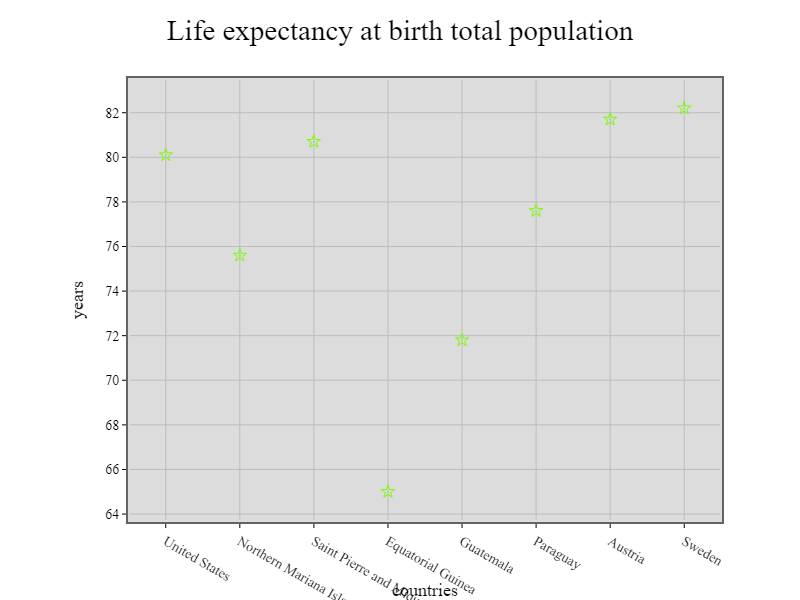 Life expectancy at birth total population
years
82
80
78
76
74
72
70
68
66
64
United States
Northern Mariana
Saint Pierre and
Equatorial Guinea
Guatemala
Paraguay
Austria
Sweden
countries